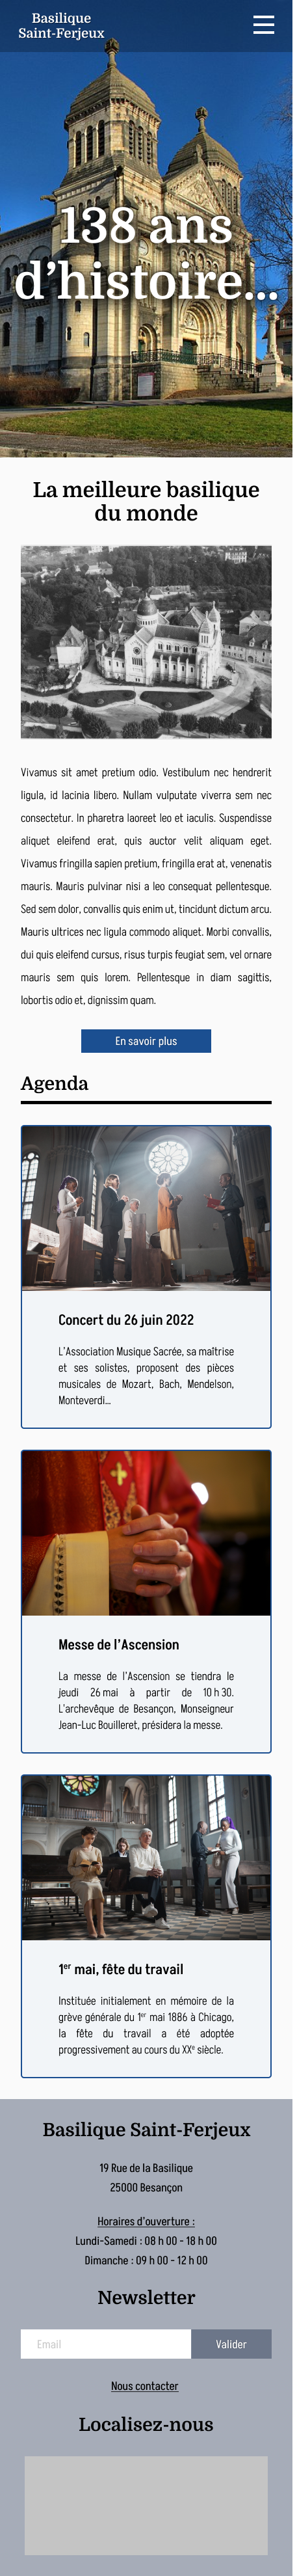 Basilique
Saint-Ferjeux
138 ans
d’histoire...
La meilleure basilique
du monde
Vivamus sit amet pretium odio. Vestibulum nec hendrerit
ligula, id lacinia libero. Nullam vulputate viverra sem nec
consectetur. In pharetra laoreet leo et iaculis. Suspendisse
aliquet eleifend erat, quis auctor velit aliquam eget.
Vivamus fringilla sapien pretium, fringilla erat at, venenatis
mauris. Mauris pulvinar nisi a leo consequat pellentesque.
Sed sem dolor, convallis quis enim ut, tincidunt dictum arcu.
Mauris ultrices nec ligula commodo aliquet. Morbi convallis,
dui quis eleifend cursus, risus turpis feugiat sem, vel ornare
mauris sem quis lorem. Pellentesque in diam sagittis,
lobortis odio et, dignissim quam.
En savoir plus
Agenda
Concert du 26 juin 2022
L’Association Musique Sacrée, sa maîtrise
et ses solistes, proposent des pièces
musicales de Mozart, Bach, Mendelson,
Monteverdi...
Messe de l’Ascension
La messe de l’Ascension se tiendra le
jeudi 26 mai à partir de 10 h 30.
L’archevêque de Besançon, Monseigneur
Jean-Luc Bouilleret, présidera la messe.
1er mai, fête du travail
Instituée initialement en mémoire de la
grève générale du 1er mai 1886 à Chicago,
la fête du travail a été adoptée
progressivement au cours du XXe siècle.
Basilique Saint-Ferjeux
19 Rue de la Basilique
25000 Besançon
Horaires d’ouverture :
Lundi-Samedi : 08 h 00 - 18 h 00
Dimanche : 09 h 00 - 12 h 00
Newsletter
Email
Valider
Nous contacter
Localisez-nous